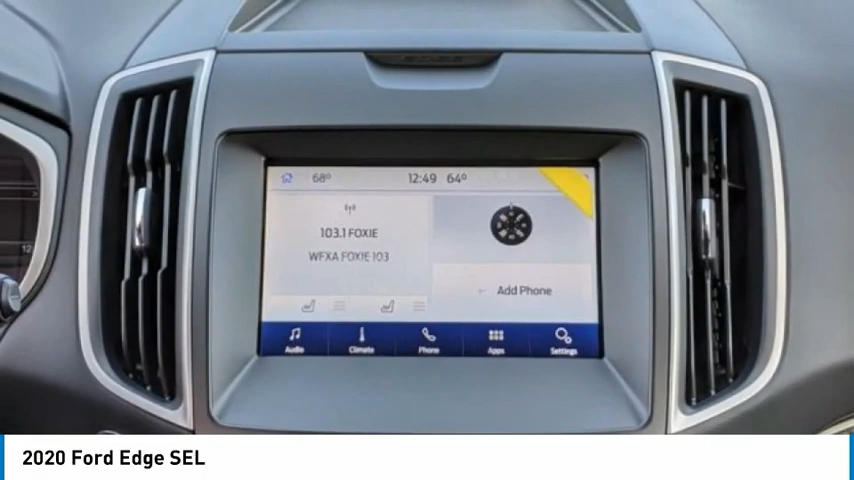 68° 12:49 64°
103.1 FOXIE
WFXA FOXIE 103
Add Phone
Audio Climate Phone Apps Settings
12
2020 Ford Edge SEL